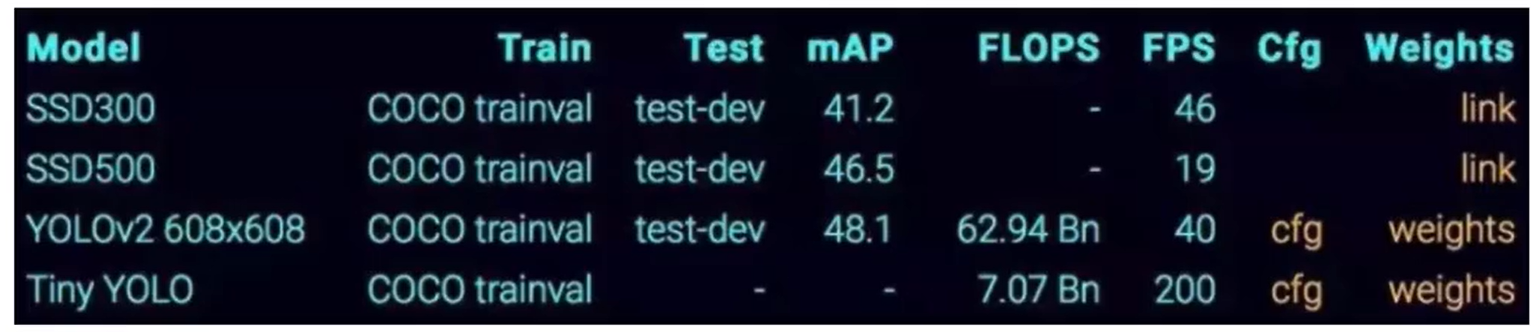 Model Train Test mAP FLOPS FPS Cfg Weights
SSD300 COCO trainval test-dev 41.2 - 46 link
SSD500 COCO trainval test-dev 46.5 - 19 link
YOLOv2 608x608 COCO trainval test-dev 48.1 62.94 Bn 40 cfg weights
Tiny YOLO COCO trainval - - 7.07 Bn 200 cfg weights